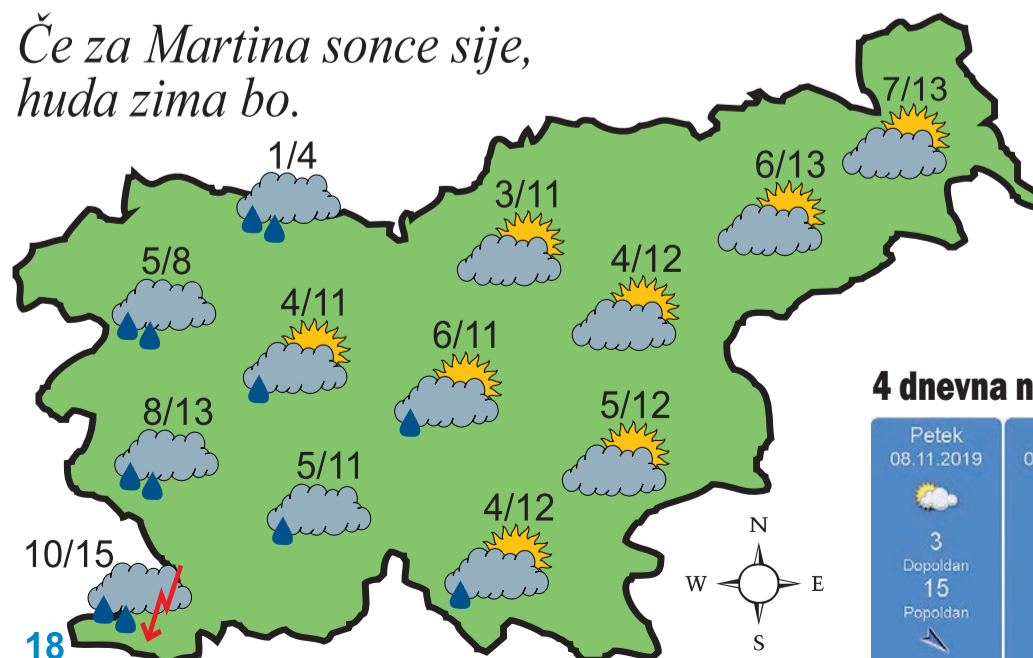 Če za Martina sonce sije,
huda zima bo.
7/13
1/4
6/13
3/11
5/8
4/12
4/11
6/11
8/13
5/12
5/11
4/12
10/15
18
N
W
E
S
4 dnevna n
Petek
08.11.2019
0
3
Dopoldan
15
Popoldan